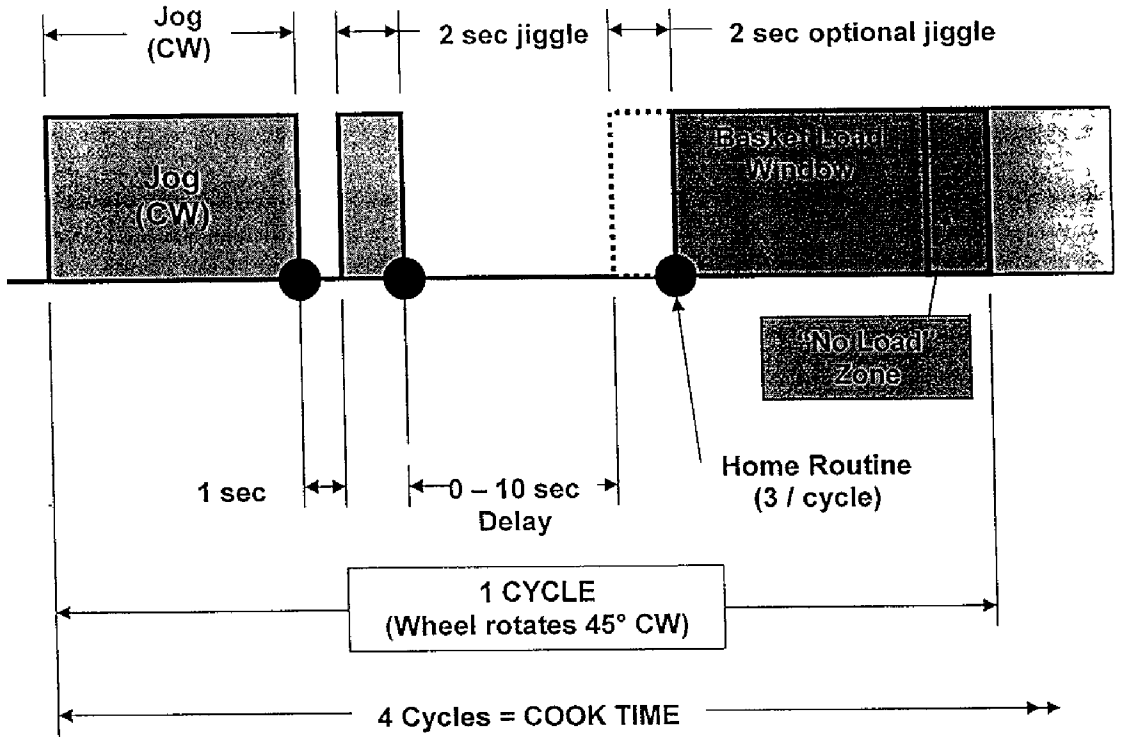 Jog
(CW)
2 sec jiggle
2 sec optional jiggle
Jog
(CW)
Basket Load
Window
"No Load"
Zone
1 sec
0 – 10 sec
Delay
Home Routine
(3 / cycle)
1 CYCLE
(Wheel rotates 45° CW)
4 Cycles = COOK TIME